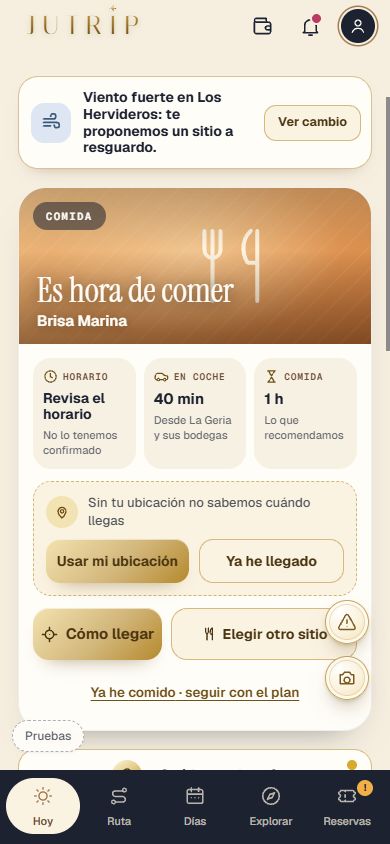 JUTRIP
Viento fuerte en Los
Hervideros: te
proponemos un sitio a
resguardo.
Ver cambio
COMIDA
Es hora de comer
Brisa Marina
HORARIO
Revisa el
horario
No lo tenemos
confirmado
EN COCHE
40 min
Desde La Geria
y sus bodegas
COMIDA
1 h
Lo que
recomendamos
Sin tu ubicación no sabemos cuándo
llegas
Usar mi ubicación
Ya he llegado
Cómo llegar
Elegir otro sitio
Ya he comido · seguir con el plan
Pruebas
!
Hoy
Ruta
Días
Explorar
Reservas